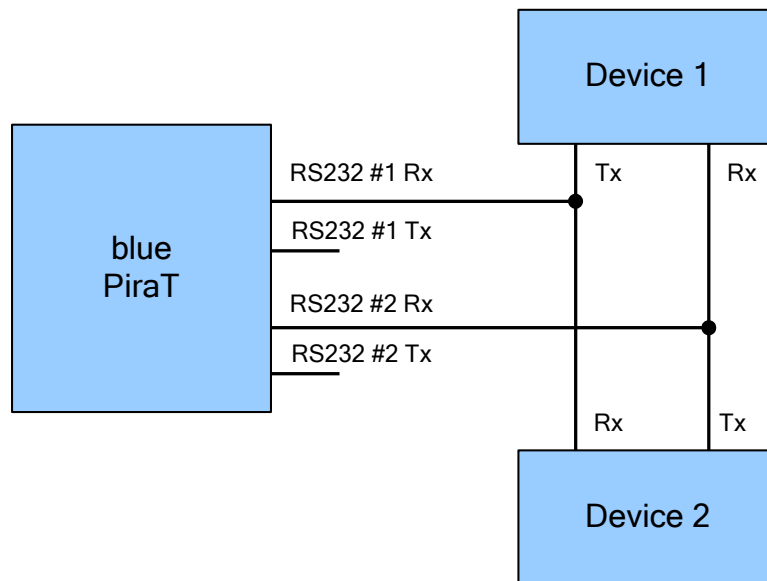 Device 1
RS232 #1 Rx
Tx
Rx
RS232 #1 Tx
blue
PiraT
RS232 #2 Rx
RS232 #2 Tx
Rx
Tx
Device 2